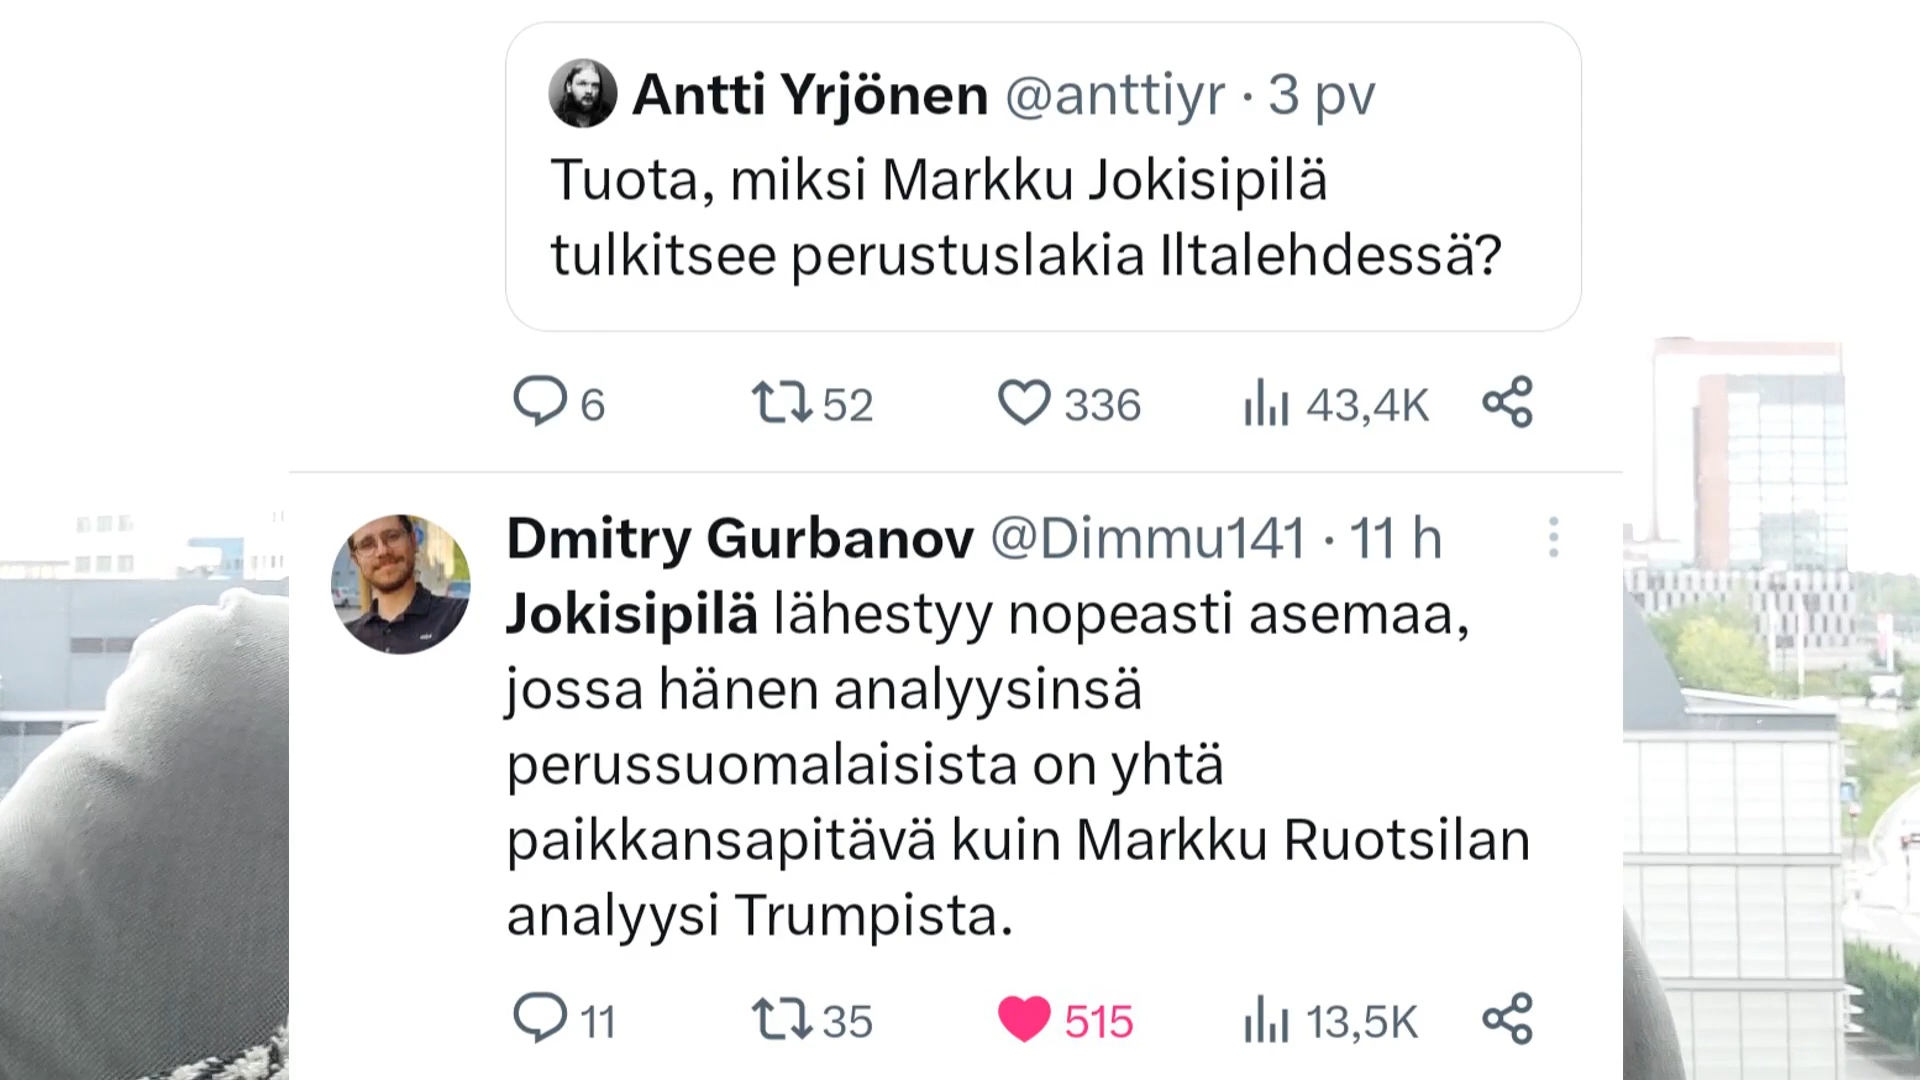 Antti Yrjönen @anttiyr · 3 pv
Tuota, miksi Markku Jokisipilä
tulkitsee perustuslakia Iltalehdessä?
6 52 336 43,4K
Dmitry Gurbanov @Dimmu141 · 11 h
Jokisipilä lähestyy nopeasti asemaa,
jossa hänen analyysinsä
perussuomalaisista on yhtä
paikkansapitävä kuin Markku Ruotsilan
analyysi Trumpista.
11 35 515 13,5K